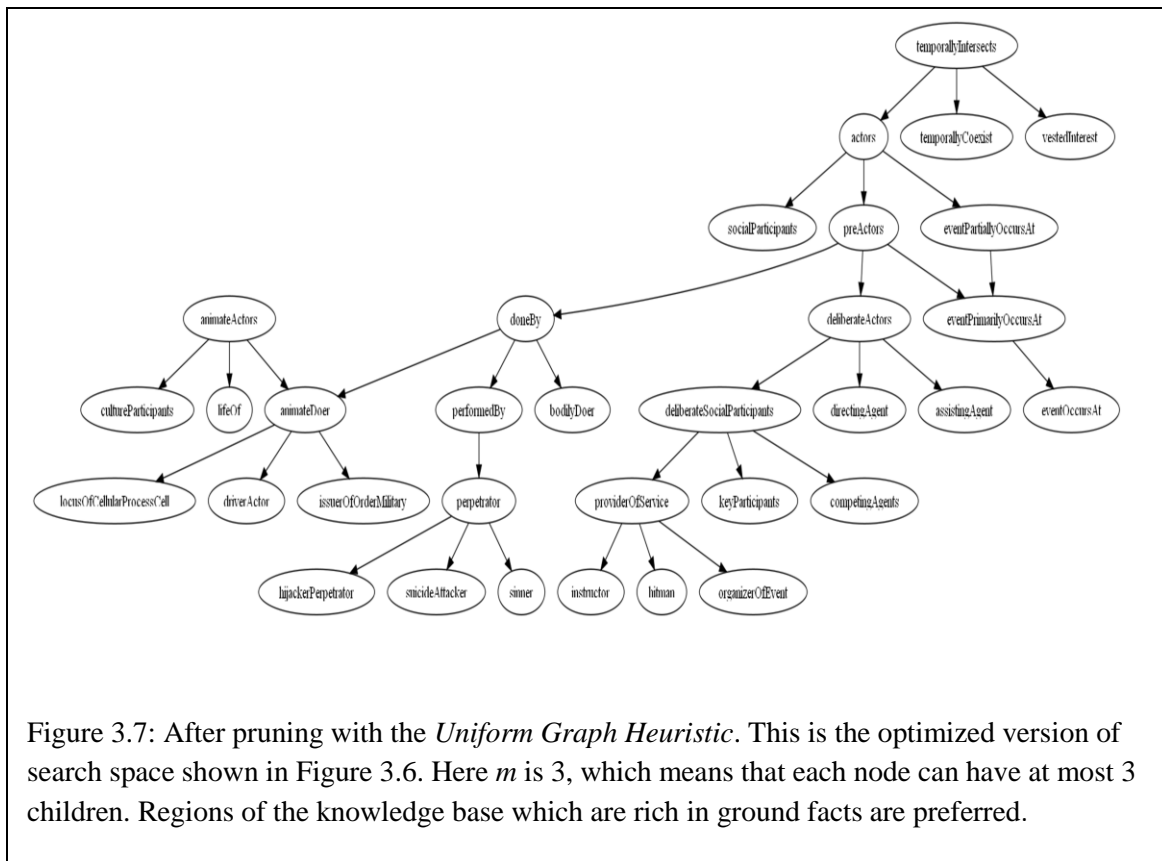 temporallyIntersects
actors
temporallyCoexist
vestedInterest
socialParticipants
preActors
eventPartiallyOccursAt
animateActors
doneBy
deliberateActors
eventPrimarilyOccursAt
cultureParticipants
lifeOf
animateDoer
performedBy
bodilyDoer
deliberateSocialParticipants
directingAgent
assistingAgent
eventOccursAt
locusOfCellularProcessCell
driverActor
issuerOfOrderMilitary
perpetrator
providerOfService
keyParticipants
competingAgents
hijackerPerpetrator
suicideAttacker
sinner
instructor
hitman
organizerOfEvent
Figure 3.7: After pruning with the Uniform Graph Heuristic. This is the optimized version of
search space shown in Figure 3.6. Here m is 3, which means that each node can have at most 3
children. Regions of the knowledge base which are rich in ground facts are preferred.